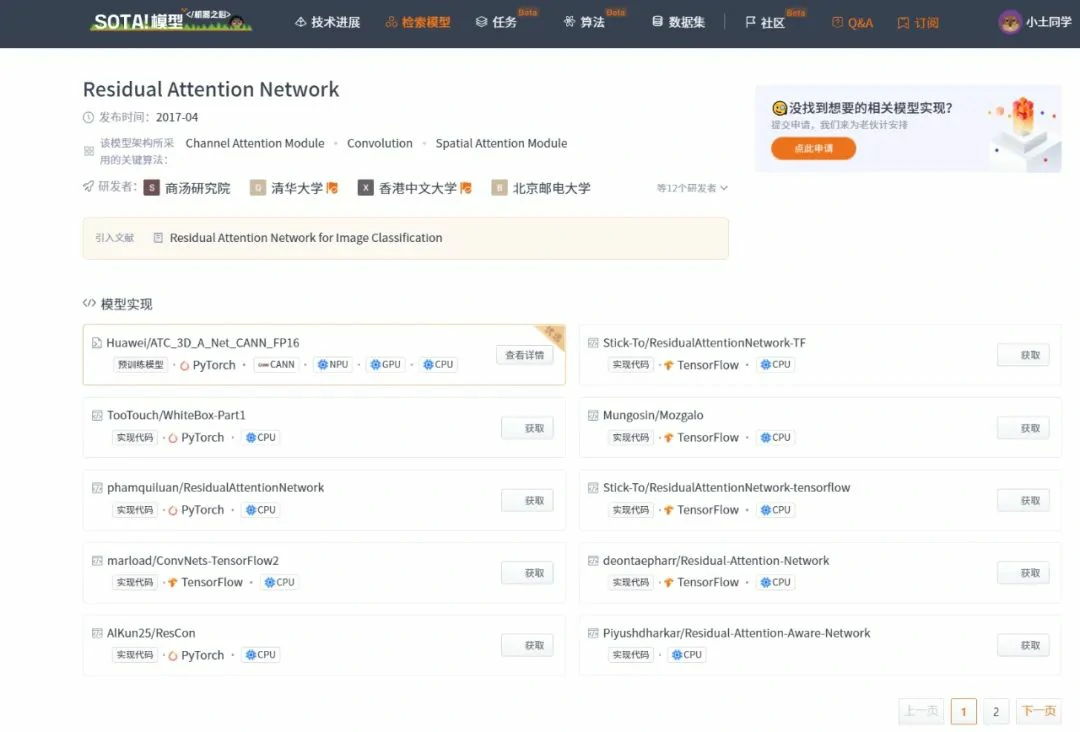 SOTA!模型 </机器之心>
技术进展 检索模型 任务 Beta 算法 Beta 数据集 社区 Beta Q&A 订阅 小土同学
Residual Attention Network
发布时间: 2017-04
该模型架构所采用的关键算法: Channel Attention Module Convolution Spatial Attention Module
研发者: S 商汤研究院 清华大学 X 香港中文大学 B 北京邮电大学 等12个研发者
引入文献 Residual Attention Network for Image Classification
没找到想要的相关模型实现?
提交申请,我们来为老伙计安排
点此申请
</> 模型实现
Huawei/ATC_3D_A_Net_CANN_FP16
预训练模型 PyTorch CANN NPU GPU CPU
查看详情
优选
Stick-To/ResidualAttentionNetwork-TF
实现代码 TensorFlow CPU
获取
TooTouch/WhiteBox-Part1
实现代码 PyTorch CPU
获取
Mungosin/Mozgalo
实现代码 TensorFlow CPU
获取
phamquiluan/ResidualAttentionNetwork
实现代码 PyTorch CPU
获取
Stick-To/ResidualAttentionNetwork-tensorflow
实现代码 TensorFlow CPU
获取
marload/ConvNets-TensorFlow2
实现代码 TensorFlow CPU
获取
deontaepharr/Residual-Attention-Network
实现代码 TensorFlow CPU
获取
AlKun25/ResCon
实现代码 PyTorch CPU
获取
Piyushdharkar/Residual-Attention-Aware-Network
实现代码 CPU
获取
上一页 1 2 下一页